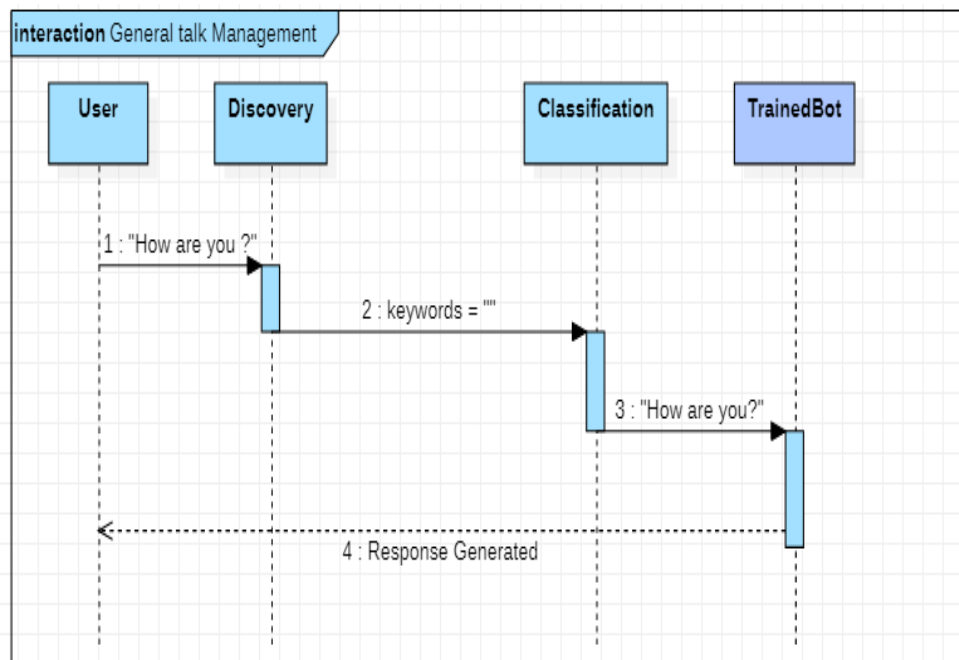 interaction General talk Management
User
Discovery
Classification
TrainedBot
1 : "How are you ?"
2 : keywords = ""
3 : "How are you?"
4 : Response Generated